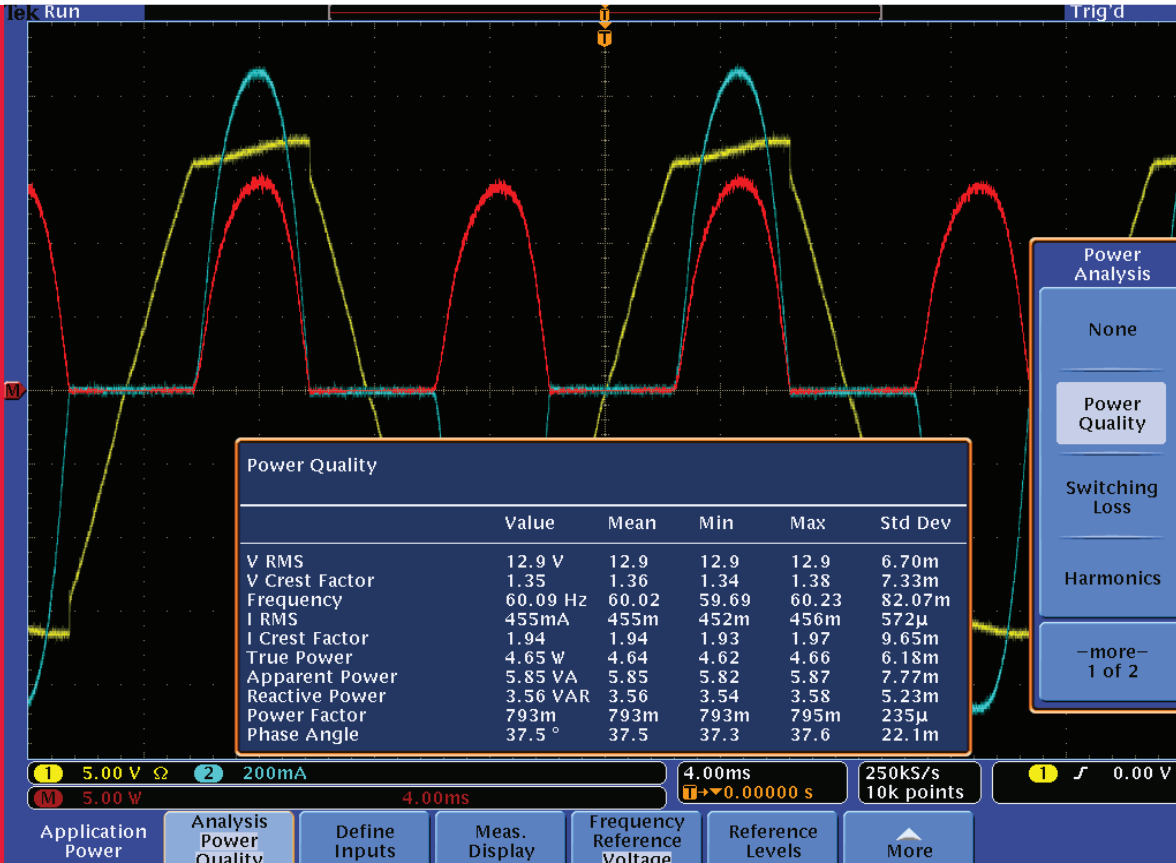 Tek Run Trig'd
T
T
M
Power
Analysis
None
Power
Quality
Switching
Loss
Harmonics
–more–
1 of 2
Power Quality
Value Mean Min Max Std Dev
V RMS 12.9 V 12.9 12.9 12.9 6.70m
V Crest Factor 1.35 1.36 1.34 1.38 7.33m
Frequency 60.09 Hz 60.02 59.69 60.23 82.07m
I RMS 455mA 455m 452m 456m 572µ
I Crest Factor 1.94 1.94 1.93 1.97 9.65m
True Power 4.65 W 4.64 4.62 4.66 6.18m
Apparent Power 5.85 VA 5.85 5.82 5.87 7.77m
Reactive Power 3.56 VAR 3.56 3.54 3.58 5.23m
Power Factor 793m 793m 793m 795m 235µ
Phase Angle 37.5 ° 37.5 37.3 37.6 22.1m
1 5.00 V Ω 2 200mA
M 5.00 W 4.00ms
4.00ms
T→▼0.00000 s
250kS/s
10k points
1 0.00 V
Application
Power
Analysis
Power
Quality
Define
Inputs
Meas.
Display
Frequency
Reference
Voltage
Reference
Levels
More